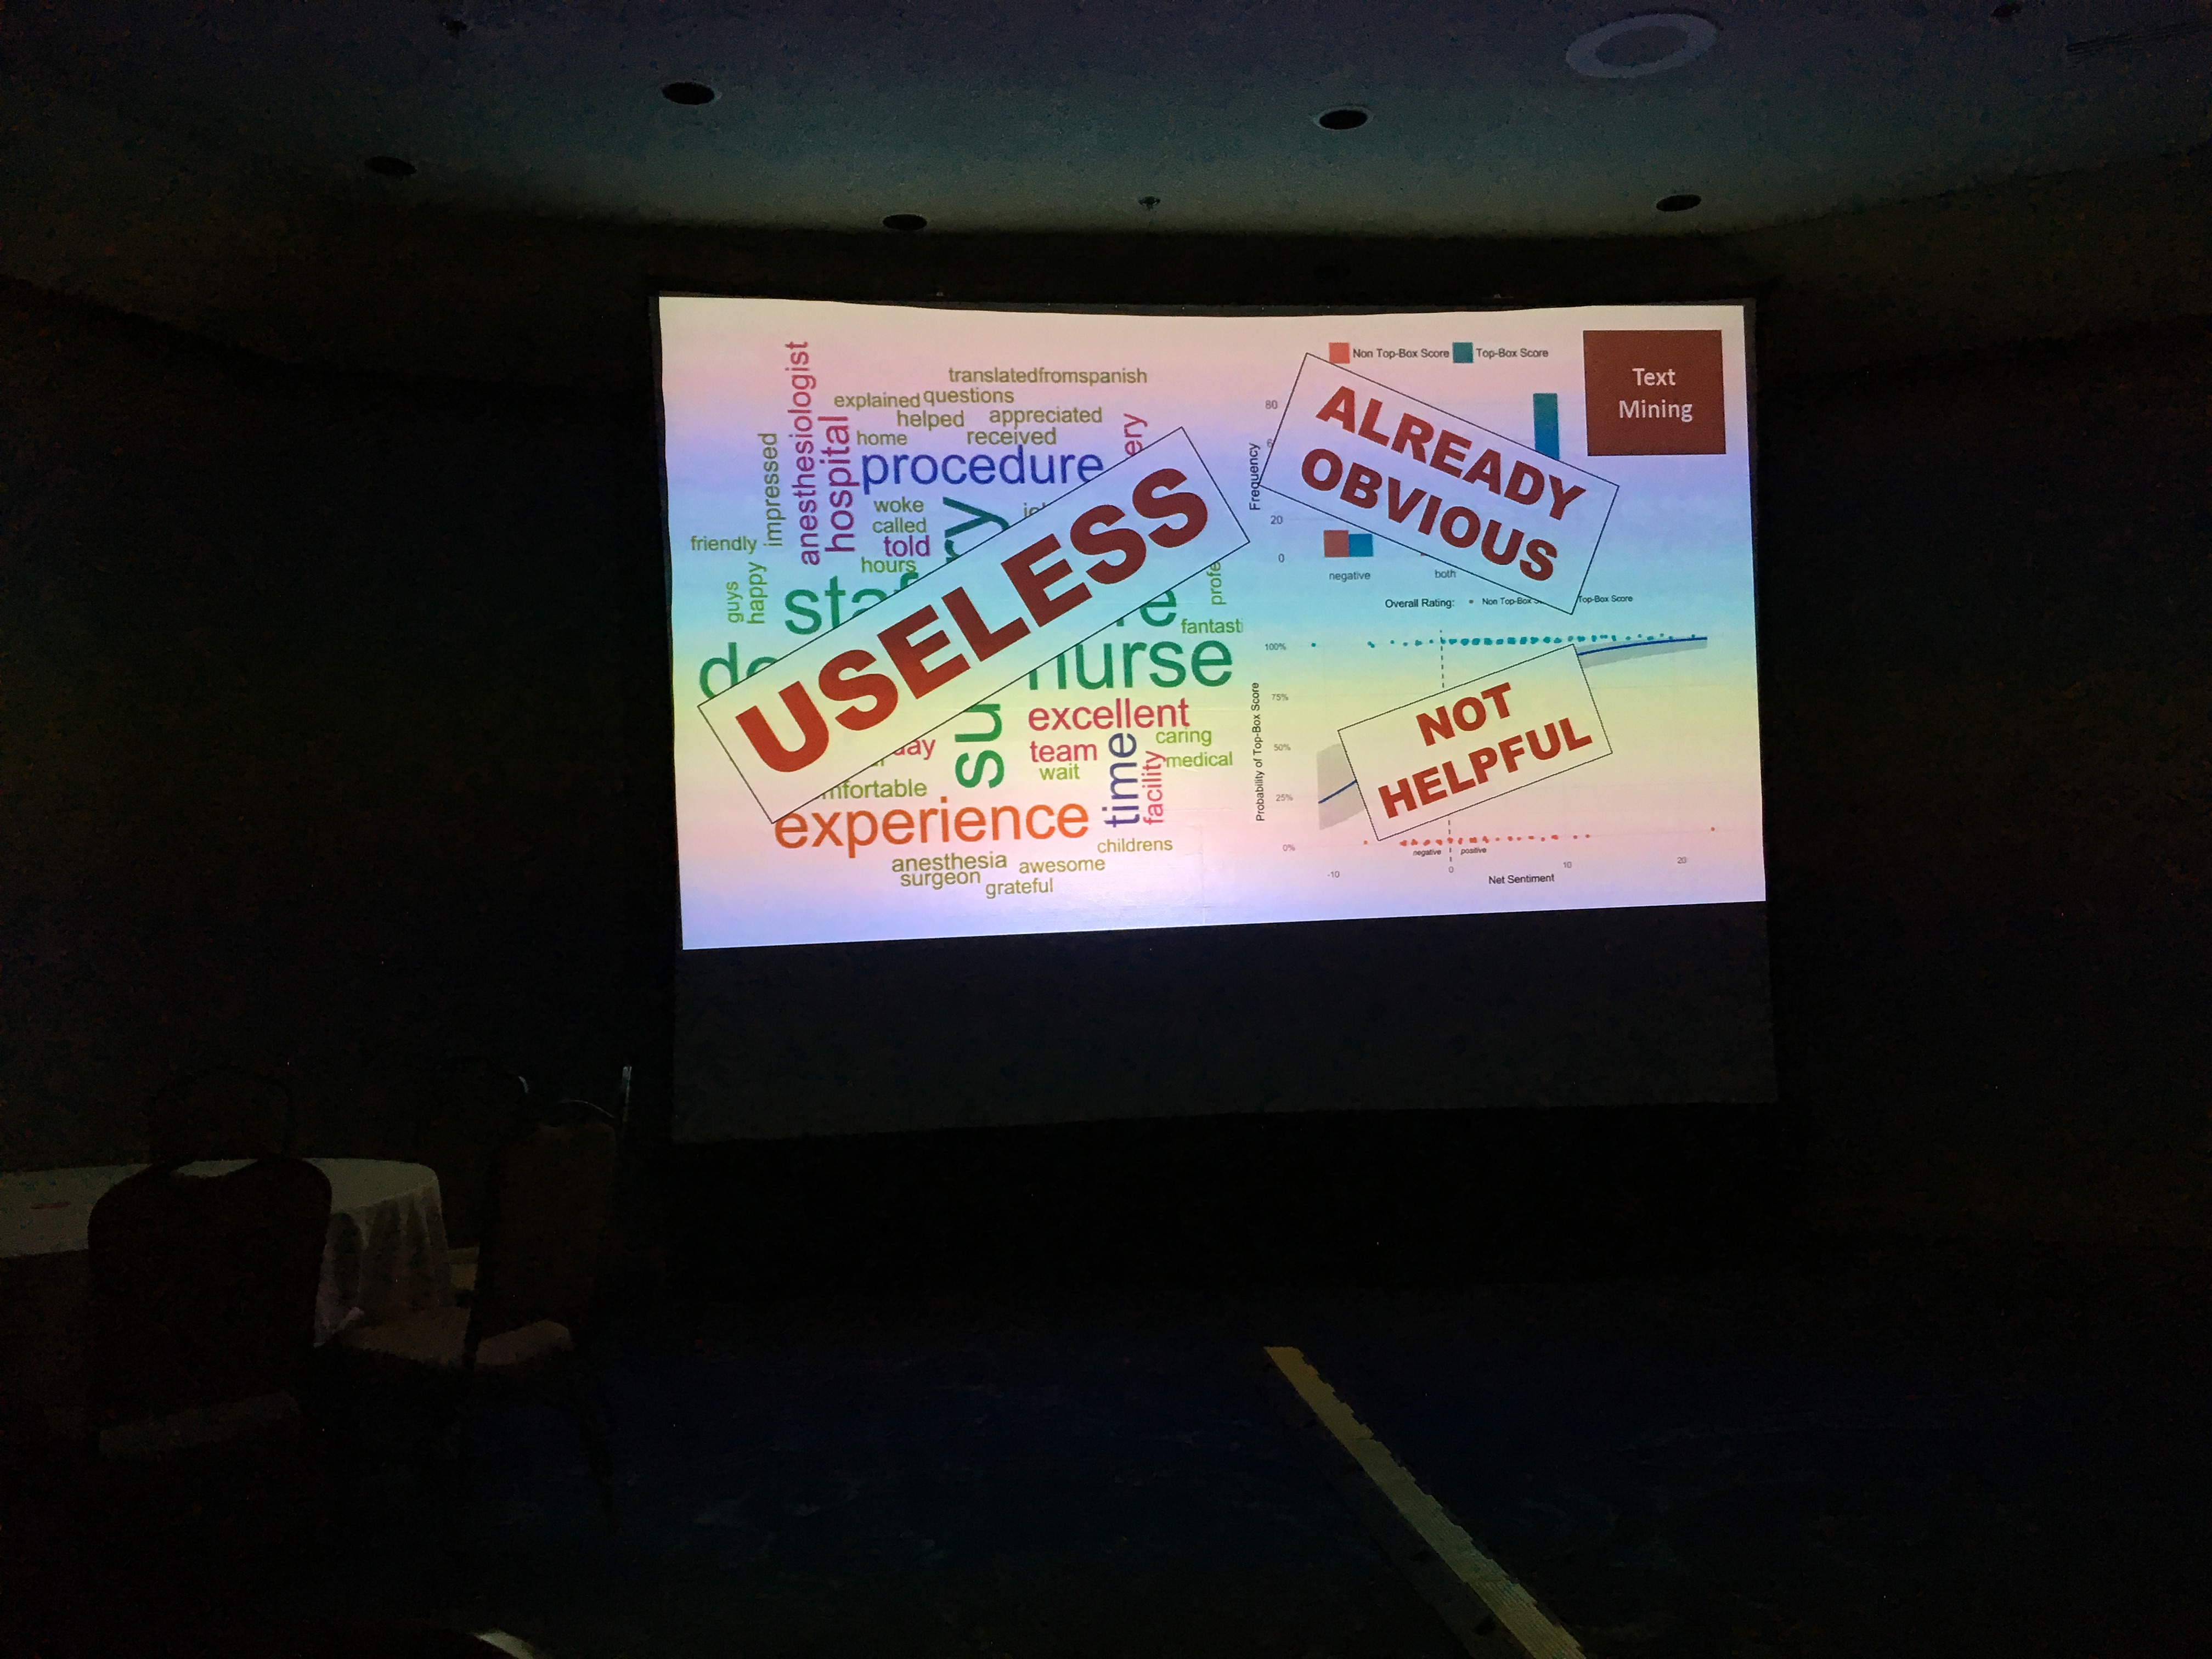 translatedfromspanish
explained questions
helped appreciated
home received
anesthesiologist
hospital
impressed
procedure
woke
called
told
hours
friendly
guys
happy
nurse
excellent
team
wait
time
facility
caring
medical
experience
childrens
anesthesia awesome
surgeon grateful
USELESS
Non Top-Box Score Top-Box Score
Text
Mining
ALREADY
OBVIOUS
Frequency
80
20
0
negative both
Overall Rating: Non Top-Box Top-Box Score
NOT
HELPFUL
Probability of Top-Box Score
100%
75%
50%
25%
0%
negative positive
-10 0 10 20
Net Sentiment